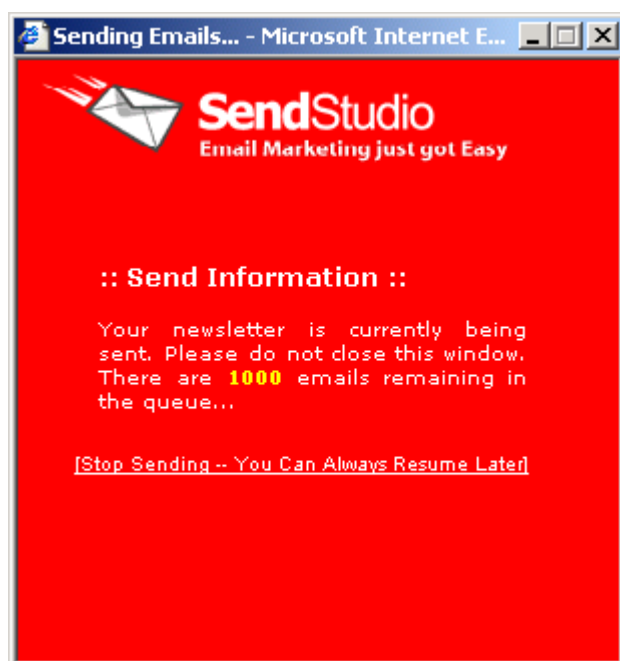 Sending Emails... - Microsoft Internet E...
SendStudio
Email Marketing just got Easy
:: Send Information ::
Your newsletter is currently being
sent. Please do not close this window.
There are 1000 emails remaining in
the queue...
[Stop Sending -- You Can Always Resume Later]